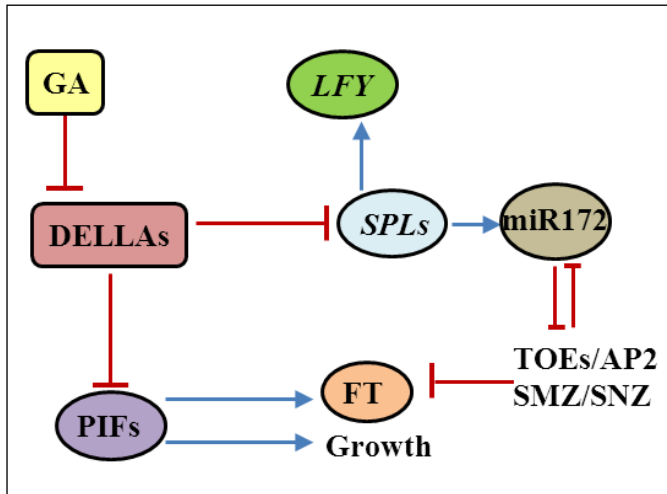 GA
LFY
DELLAs
SPLs
miR172
TOEs/AP2
SMZ/SNZ
PIFs
FT
Growth